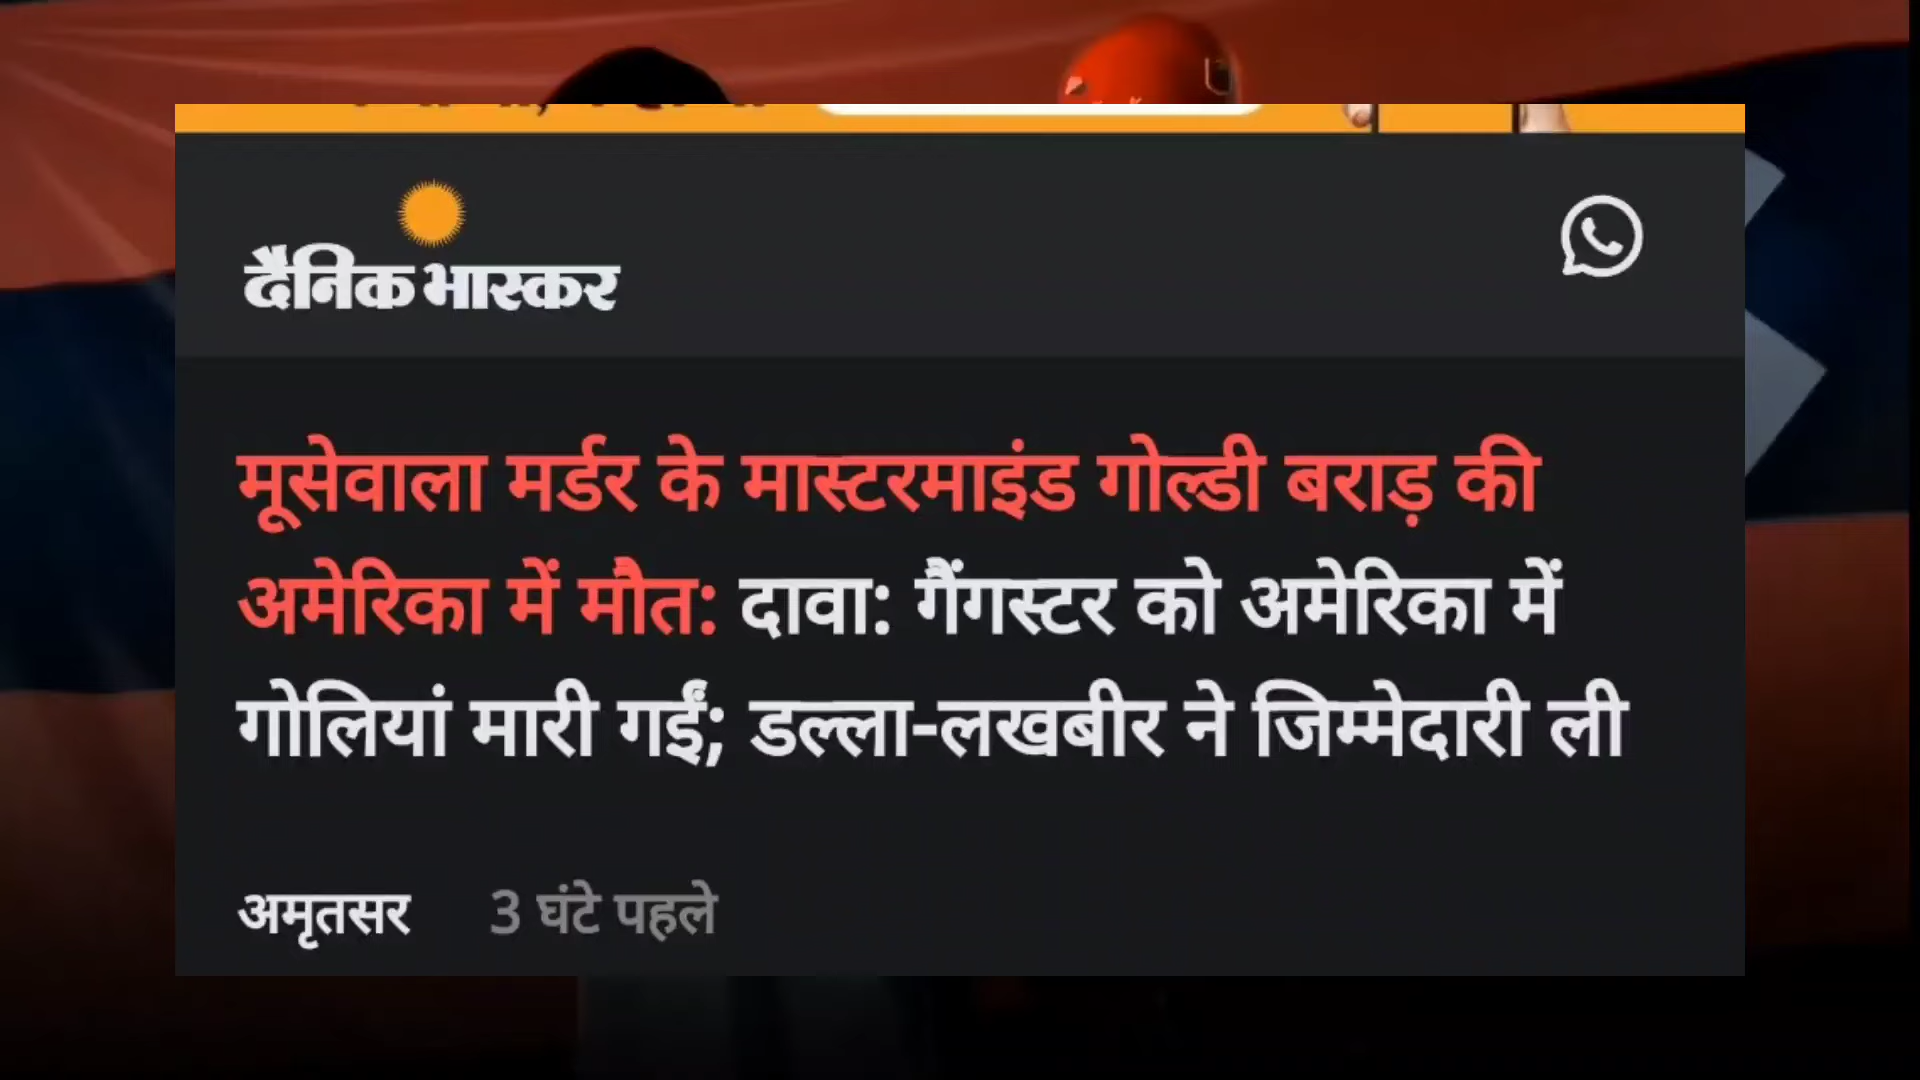 दैनिक भास्कर
मूसेवाला मर्डर के मास्टरमाइंड गोल्डी बराड़ की
अमेरिका में मौत: दावा: गैंगस्टर को अमेरिका में
गोलियां मारी गईं; डल्ला-लखबीर ने जिम्मेदारी ली
अमृतसर 3 घंटे पहले